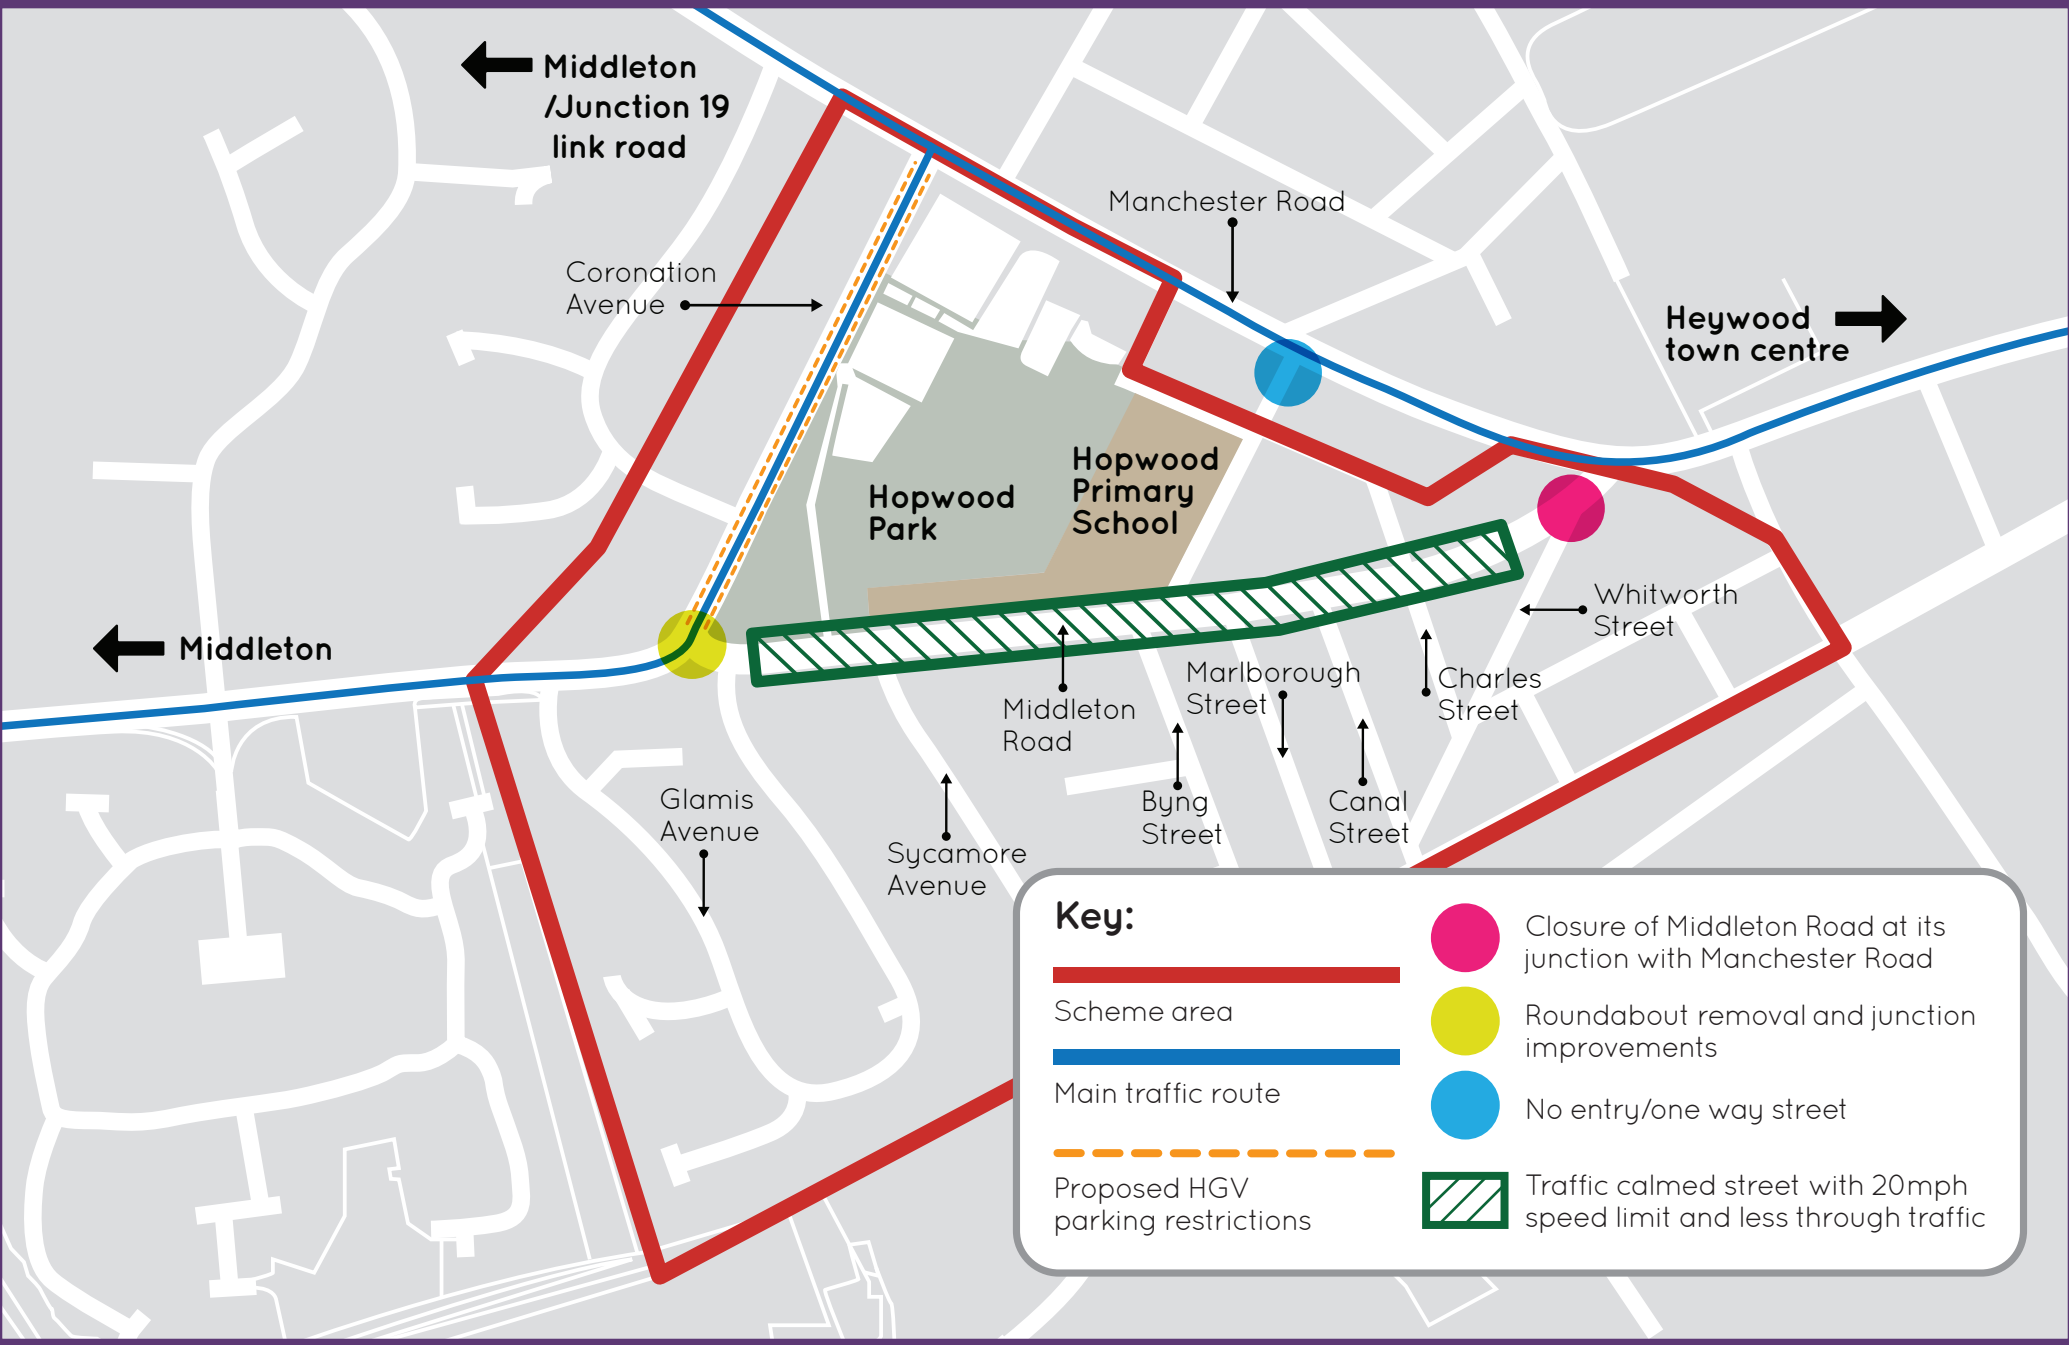 Middleton
/Junction 19
link road
Manchester Road
Coronation
Avenue
Heywood
town centre
Hopwood
Park
Hopwood
Primary
School
Middleton
Whitworth
Street
Middleton
Road
Marlborough
Street
Charles
Street
Glamis
Avenue
Sycamore
Avenue
Byng
Street
Canal
Street
Key:
Scheme area
Main traffic route
Proposed HGV
parking restrictions
Closure of Middleton Road at its
junction with Manchester Road
Roundabout removal and junction
improvements
No entry/one way street
Traffic calmed street with 20mph
speed limit and less through traffic